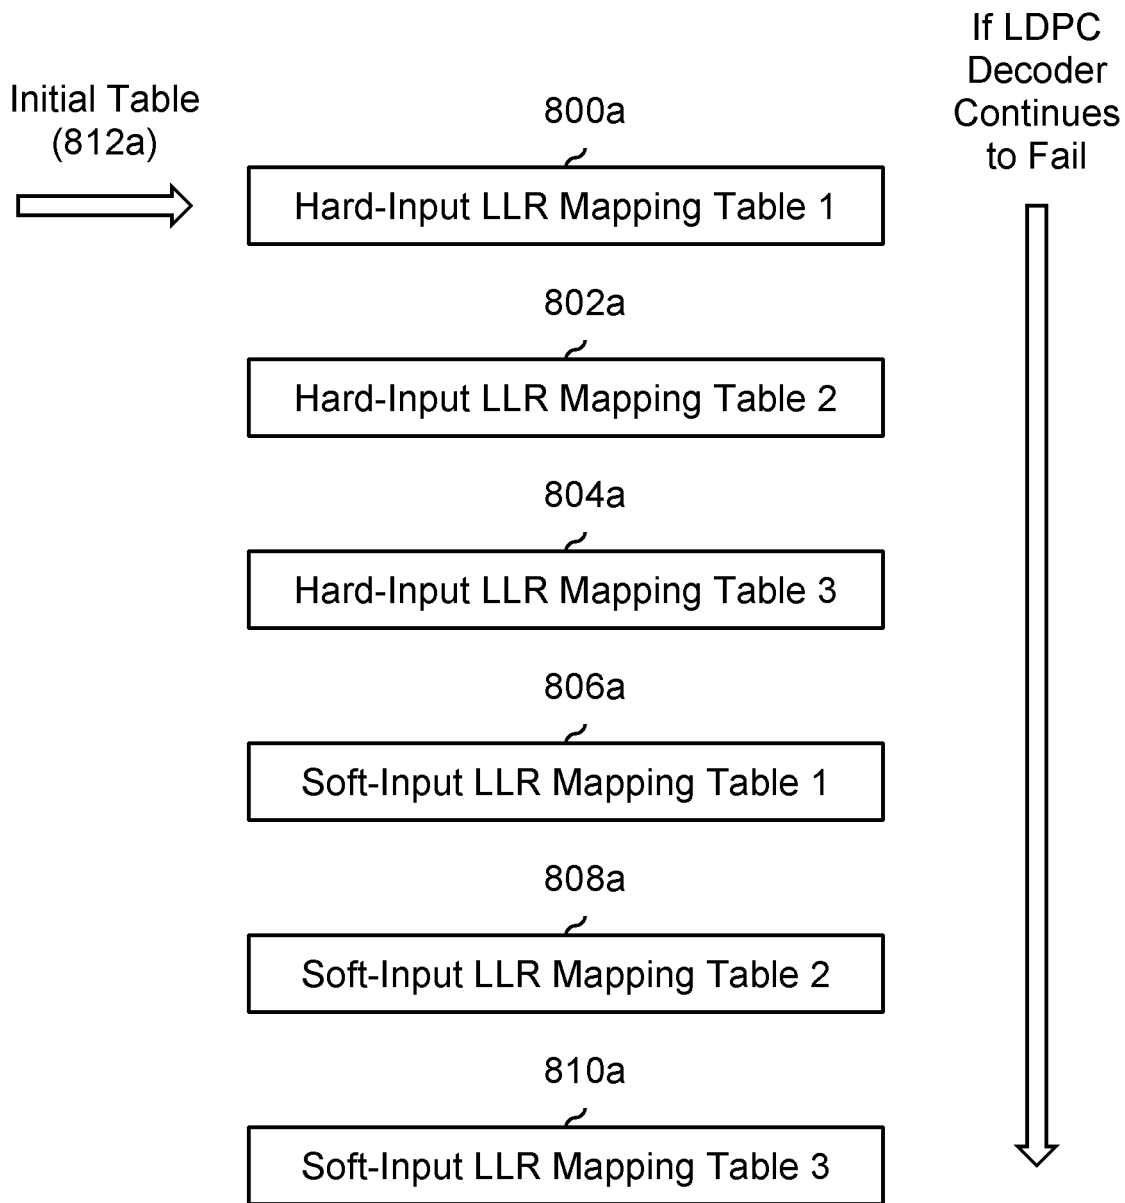 If LDPC
Decoder
Continues
to Fail
Initial Table
(812a)
800a
Hard-Input LLR Mapping Table 1
802a
Hard-Input LLR Mapping Table 2
804a
Hard-Input LLR Mapping Table 3
806a
Soft-Input LLR Mapping Table 1
808a
Soft-Input LLR Mapping Table 2
810a
Soft-Input LLR Mapping Table 3